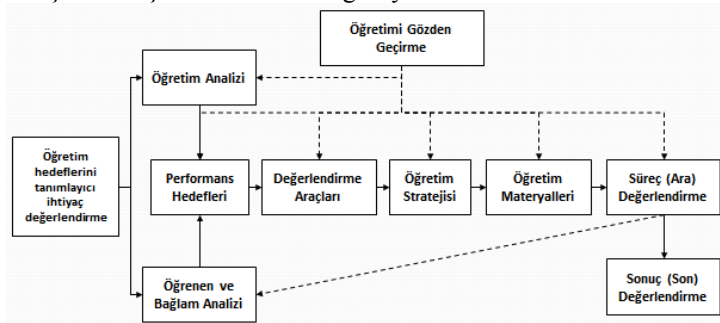 Öğretimi Gözden
Geçirme
Öğretim Analizi
Öğretim
hedeflerini
tanımlayıcı
ihtiyaç
değerlendirme
Performans
Hedefleri
Değerlendirme
Araçları
Öğretim
Stratejisi
Öğretim
Materyalleri
Süreç (Ara)
Değerlendirme
Öğrenen ve
Bağlam Analizi
Sonuç (Son)
Değerlendirme